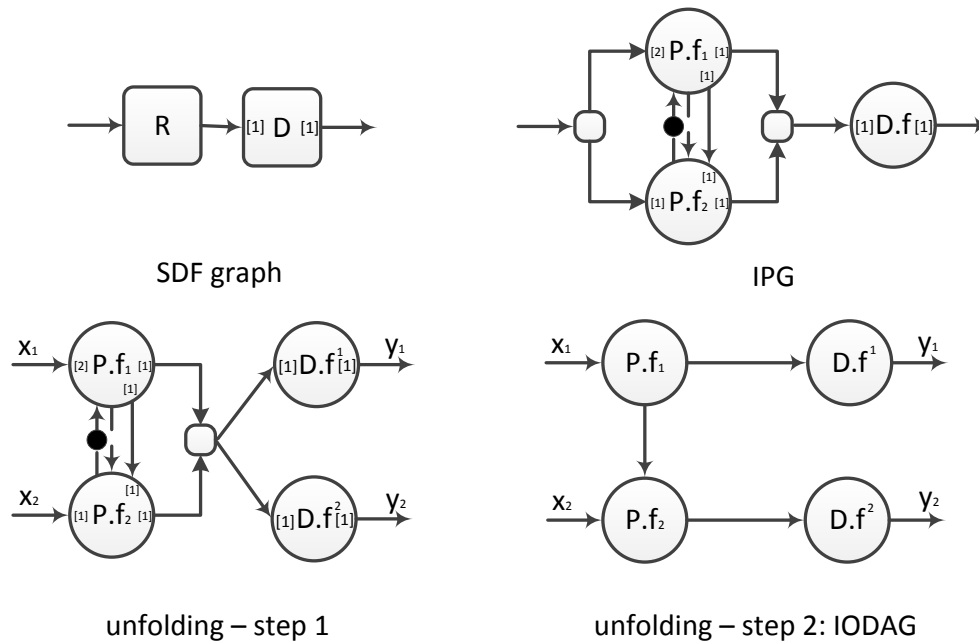 R [1] D [1]
SDF graph
[2] P.f1 [1]
[1]
[1]
[1] P.f2 [1]
[1] D.f [1]
IPG
x1 [2] P.f1 [1]
[1]
[1]
x2 [1] P.f2 [1]
[1] D.f1 [1] y1
[1] D.f2 [1] y2
unfolding – step 1
x1 P.f1 D.f1 y1
x2 P.f2 D.f2 y2
unfolding – step 2: IODAG